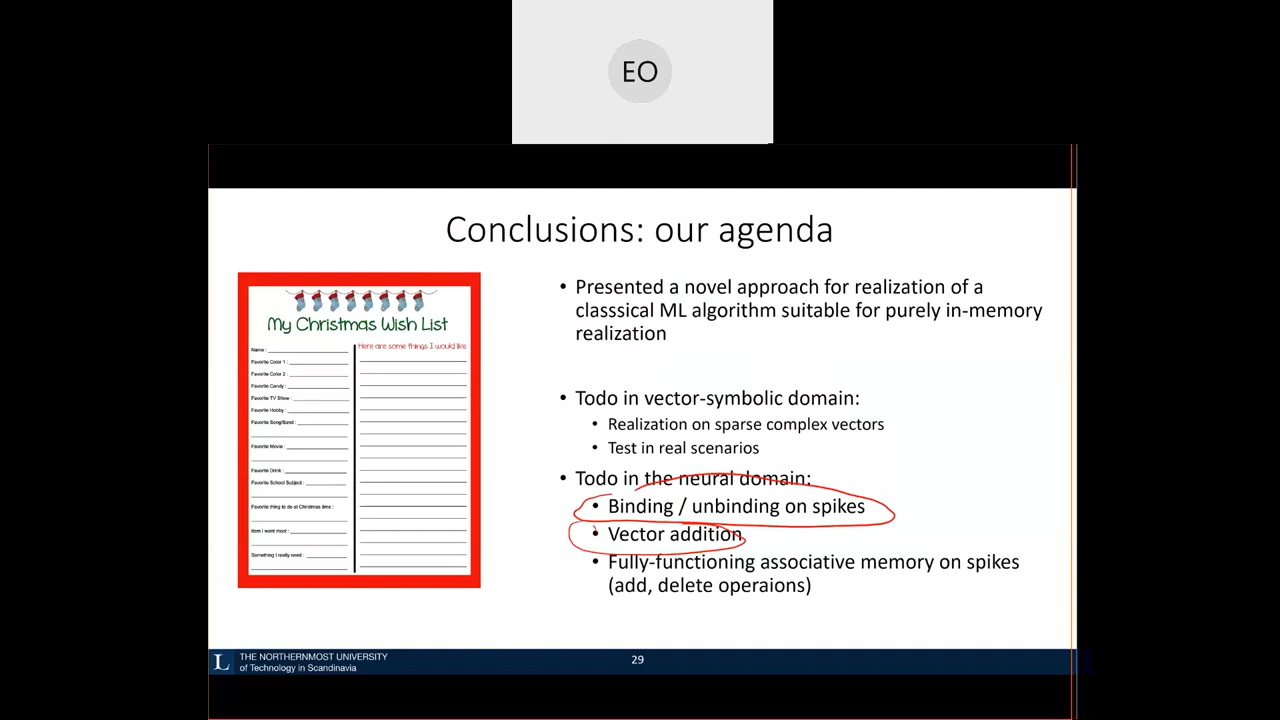 EO
Conclusions: our agenda
My Christmas Wish List
Here are some things I would like
Name :
Favorite Color 1 :
Favorite Color 2 :
Favorite Candy :
Favorite TV Show :
Favorite Hobby :
Favorite Song/Band :
Favorite Movie :
Favorite Drink :
Favorite School Subject :
Favorite thing to do at Christmas time :
Item I want most :
Something I really need :
• Presented a novel approach for realization of a
classsical ML algorithm suitable for purely in-memory
realization
• Todo in vector-symbolic domain:
• Realization on sparse complex vectors
• Test in real scenarios
• Todo in the neural domain:
• Binding / unbinding on spikes
• Vector addition
• Fully-functioning associative memory on spikes
(add, delete operaions)
L
THE NORTHERNMOST UNIVERSITY
of Technology in Scandinavia
29